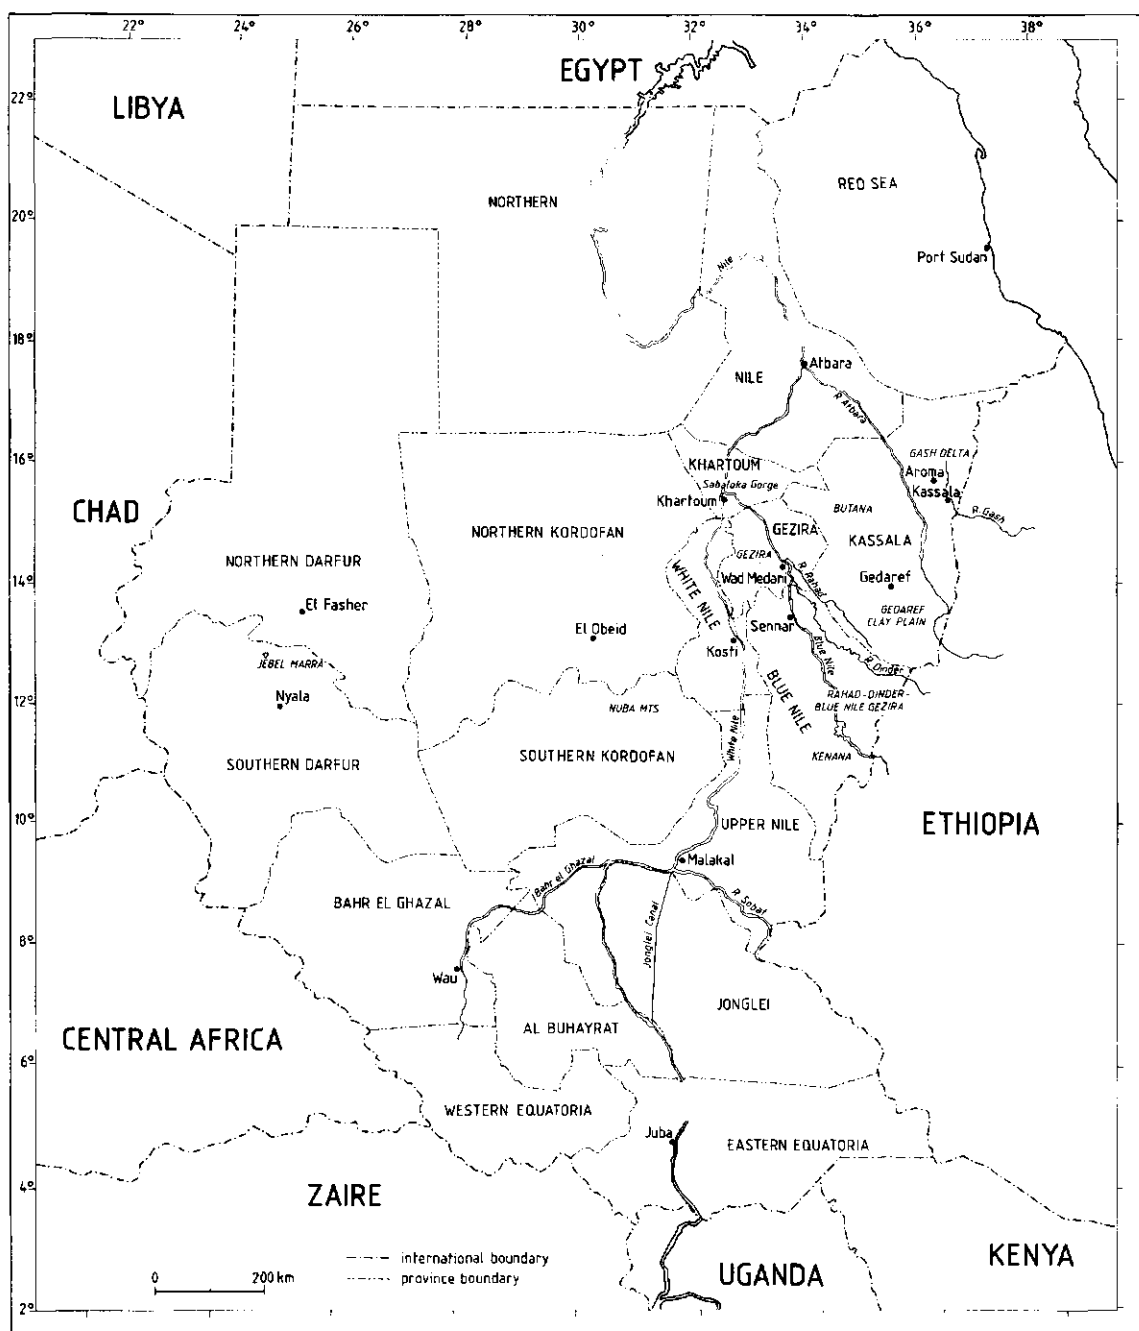 22° 24° 26° 28° 30° 32° 34° 36° 38°
EGYPT
LIBYA
22°
RED SEA
NORTHERN
20°
Port Sudan
Nile
18°
Atbara
NILE
R. Atbara
16°
KHARTOUM
GASH DELTA
Aroma
Sabaloka Gorge
Kassala
Khartoum
CHAD
BUTANA
R. Gash
NORTHERN KORDOFAN
GEZIRA
KASSALA
GEZIRA
NORTHERN DARFUR
WHITE NILE
Wad Medani
R. Rahad
Gedaref
14°
El Fasher
GEDAREF
CLAY PLAIN
Sennar
El Obeid
Kosti
Blue Nile
JEBEL MARRA
R. Dinder
Nyala
12°
NUBA MTS
BLUE NILE
RAHAD-DINDER-
BLUE NILE GEZIRA
White Nile
SOUTHERN DARFUR
SOUTHERN KORDOFAN
KENANA
10°
UPPER NILE
ETHIOPIA
Malakal
Bahr el Ghazal
BAHR EL GHAZAL
R. Sobat
Jonglei Canal
8°
Wau
JONGLEI
AL BUHAYRAT
CENTRAL AFRICA
6°
WESTERN EQUATORIA
Juba
EASTERN EQUATORIA
4°
ZAIRE
international boundary
KENYA
0 200 km
province boundary
UGANDA
2°